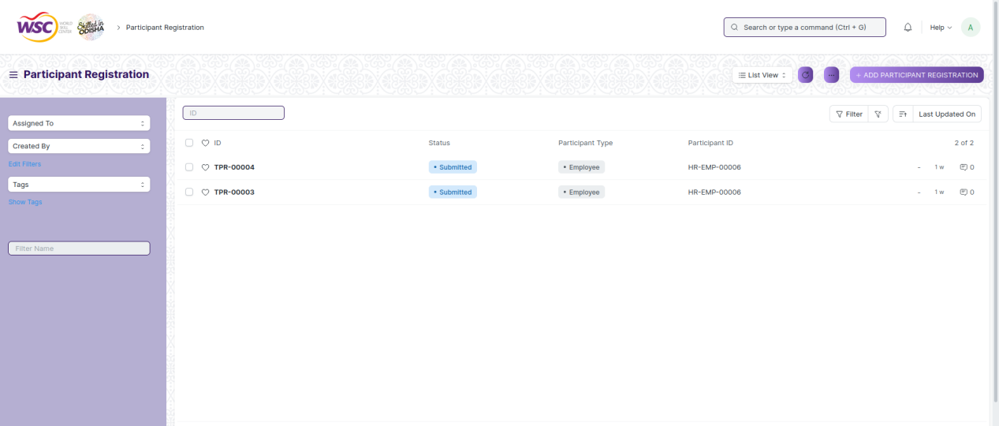 WSC WORLD SKILL CENTER Skilled in ODISHA > Participant Registration
Search or type a command (Ctrl + G)
Help
A
Participant Registration
List View
...
+ ADD PARTICIPANT REGISTRATION
Assigned To
Created By
Edit Filters
Tags
Show Tags
Filter Name
ID
Filter
Last Updated On
ID Status Participant Type Participant ID 2 of 2
TPR-00004 • Submitted • Employee HR-EMP-00006 - 1 w 0
TPR-00003 • Submitted • Employee HR-EMP-00006 - 1 w 0